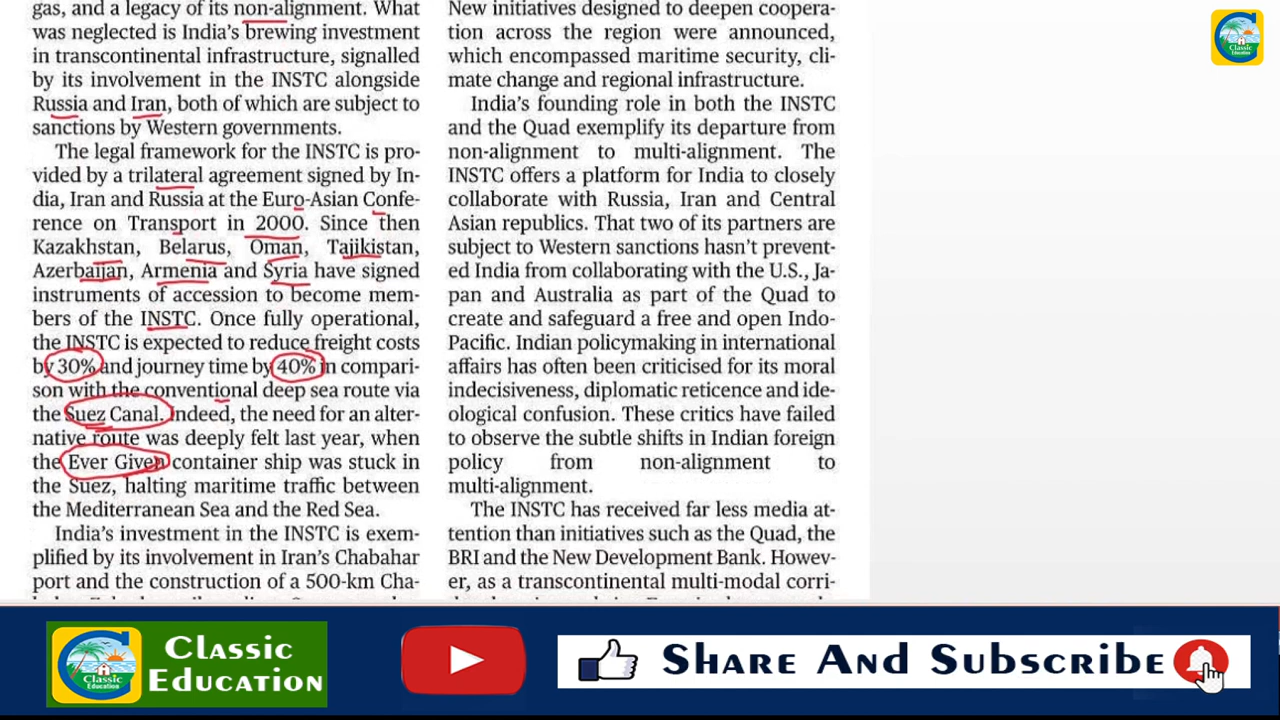 gas, and a legacy of its non-alignment. What
was neglected is India's brewing investment
in transcontinental infrastructure, signalled
by its involvement in the INSTC alongside
Russia and Iran, both of which are subject to
sanctions by Western governments.
The legal framework for the INSTC is pro-
vided by a trilateral agreement signed by In-
dia, Iran and Russia at the Euro-Asian Confe-
rence on Transport in 2000. Since then
Kazakhstan, Belarus, Oman, Tajikistan,
Azerbaijan, Armenia and Syria have signed
instruments of accession to become mem-
bers of the INSTC. Once fully operational,
the INSTC is expected to reduce freight costs
by 30% and journey time by 40% in compari-
son with the conventional deep sea route via
the Suez Canal. Indeed, the need for an alter-
native route was deeply felt last year, when
the Ever Given container ship was stuck in
the Suez, halting maritime traffic between
the Mediterranean Sea and the Red Sea.
India's investment in the INSTC is exem-
plified by its involvement in Iran's Chabahar
port and the construction of a 500-km Cha-
New initiatives designed to deepen coopera-
tion across the region were announced,
which encompassed maritime security, cli-
mate change and regional infrastructure.
India's founding role in both the INSTC
and the Quad exemplify its departure from
non-alignment to multi-alignment. The
INSTC offers a platform for India to closely
collaborate with Russia, Iran and Central
Asian republics. That two of its partners are
subject to Western sanctions hasn't prevent-
ed India from collaborating with the U.S., Ja-
pan and Australia as part of the Quad to
create and safeguard a free and open Indo-
Pacific. Indian policymaking in international
affairs has often been criticised for its moral
indecisiveness, diplomatic reticence and ide-
ological confusion. These critics have failed
to observe the subtle shifts in Indian foreign
policy from non-alignment to
multi-alignment.
The INSTC has received far less media at-
tention than initiatives such as the Quad, the
BRI and the New Development Bank. Howev-
er, as a transcontinental multi-modal corri-
Classic
Education
Classic
Education
Classic
Education
Share And Subscribe